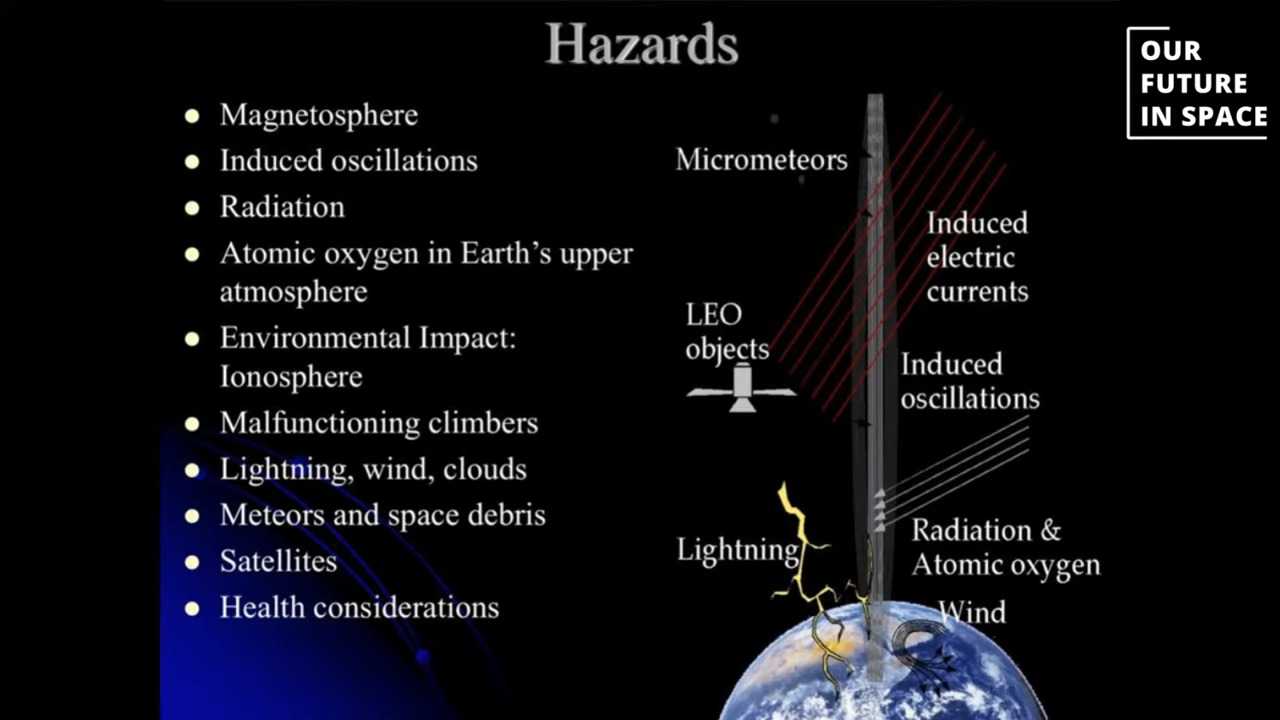 Hazards
OUR
FUTURE
IN SPACE
Magnetosphere
Induced oscillations
Radiation
Atomic oxygen in Earth's upper
atmosphere
Environmental Impact:
Ionosphere
Malfunctioning climbers
Lightning, wind, clouds
Meteors and space debris
Satellites
Health considerations
Micrometeors
Induced
electric
currents
LEO
objects
Induced
oscillations
Lightning
Radiation &
Atomic oxygen
Wind